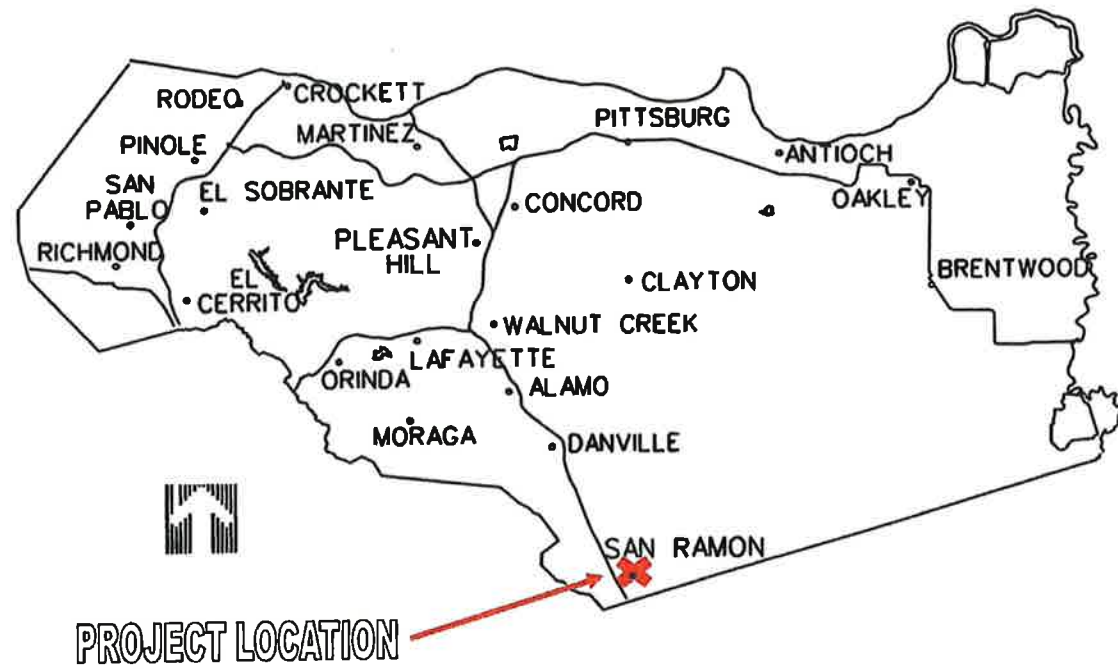 RODEO
CROCKETT
MARTINEZ
PITTSBURG
PINOLE
ANTIOCH
SAN
PABLO
EL SOBRANTE
CONCORD
OAKLEY
RICHMOND
PLEASANT
HILL
EL
CERRITO
CLAYTON
BRENTWOOD
WALNUT CREEK
LAFAYETTE
ORINDA
ALAMO
MORAGA
DANVILLE
SAN RAMON
PROJECT LOCATION